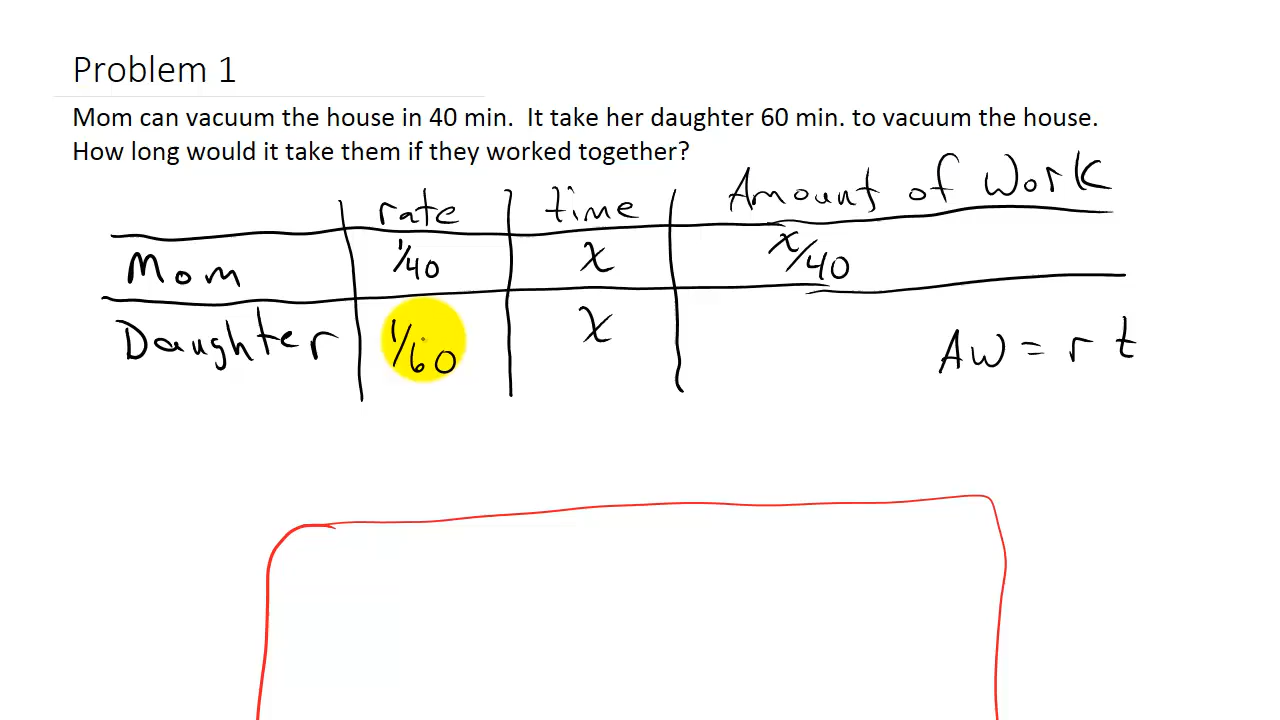 Problem 1
Mom can vacuum the house in 40 min. It take her daughter 60 min. to vacuum the house.
How long would it take them if they worked together?
rate time Amount of Work
Mom 1/40 x x/40
Daughter 1/60 x
AW = r t